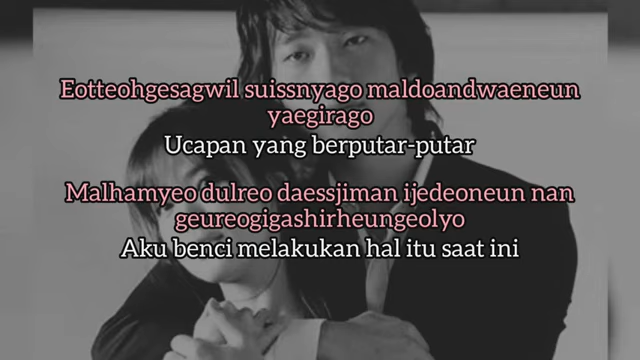 Eotteohgesagwil suissnyago maldoandwaeneun
yaegirago
Ucapan yang berputar-putar
Malhamyeo dulreo daessjiman ijedeoneun nan
geureogigashirheungeolyo
Aku benci melakukan hal itu saat ini